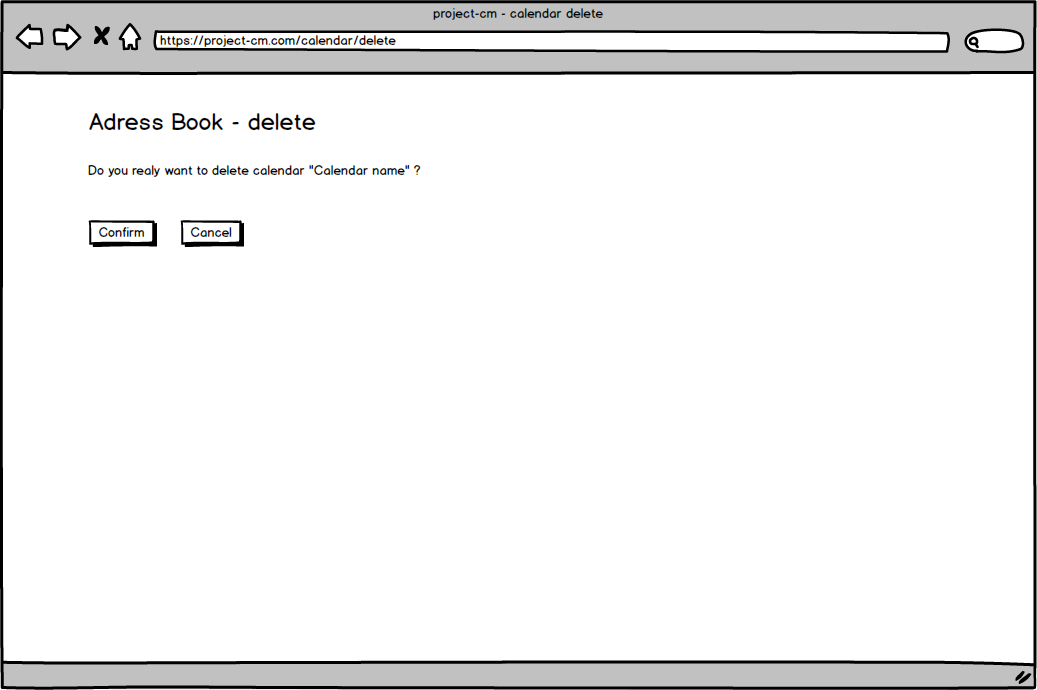 project-cm - calendar delete
https://project-cm.com/calendar/delete
Adress Book - delete
Do you realy want to delete calendar "Calendar name" ?
Confirm
Cancel